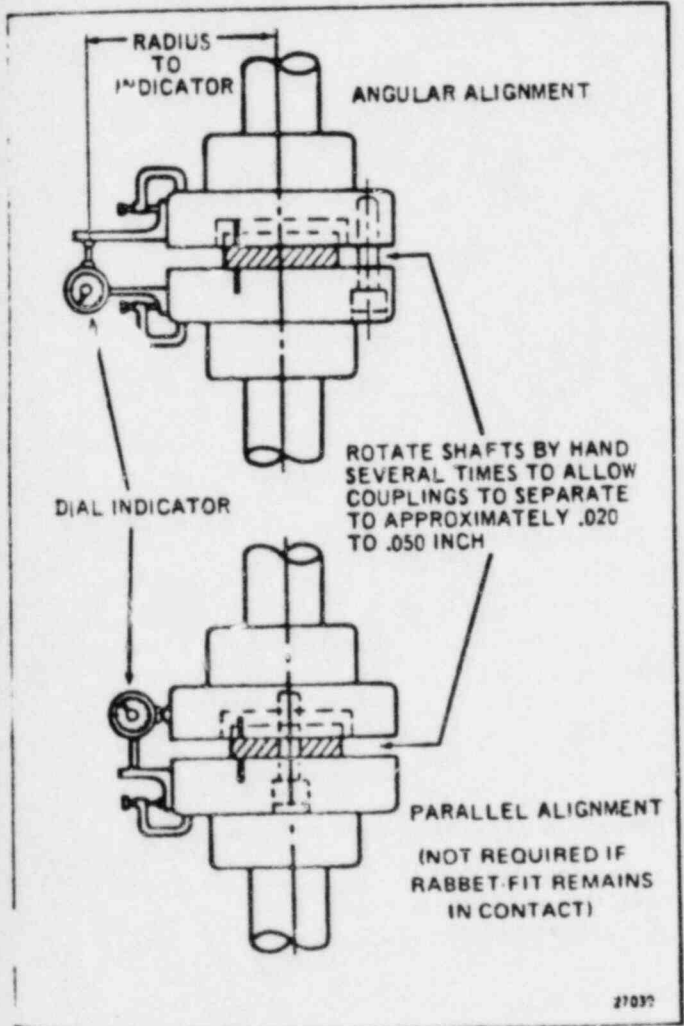 RADIUS
TO
INDICATOR
ANGULAR ALIGNMENT
ROTATE SHAFTS BY HAND
SEVERAL TIMES TO ALLOW
COUPLINGS TO SEPARATE
TO APPROXIMATELY .020
TO .050 INCH
DIAL INDICATOR
PARALLEL ALIGNMENT
(NOT REQUIRED IF
RABBET-FIT REMAINS
IN CONTACT)